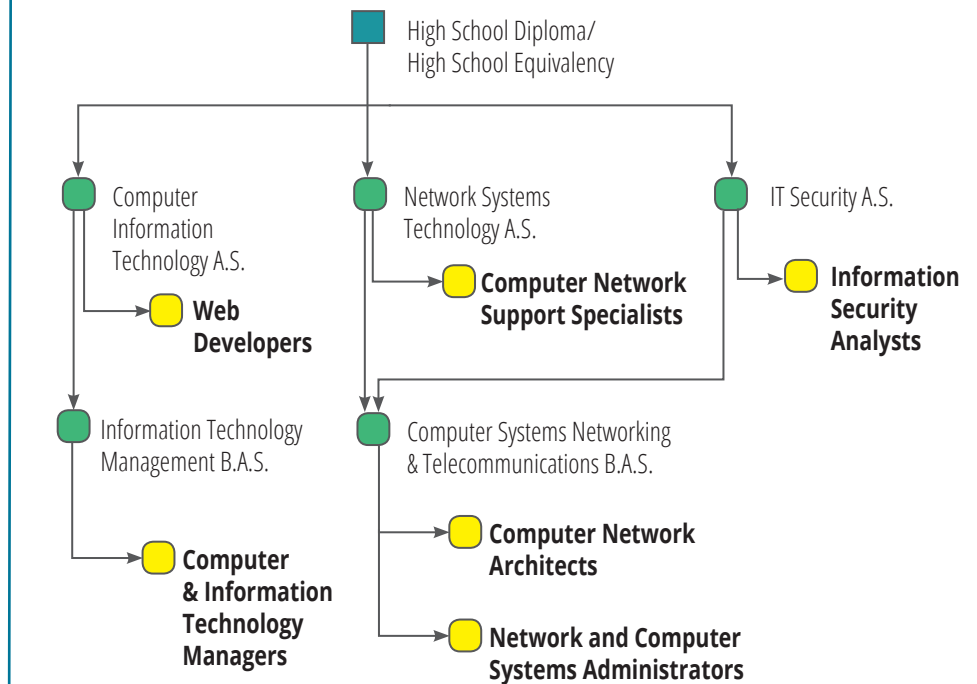 High School Diploma/
High School Equivalency
Computer
Information
Technology A.S.
Network Systems
Technology A.S.
IT Security A.S.
Web
Developers
Computer Network
Support Specialists
Information
Security
Analysts
Information Technology
Management B.A.S.
Computer Systems Networking
& Telecommunications B.A.S.
Computer
& Information
Technology
Managers
Computer Network
Architects
Network and Computer
Systems Administrators